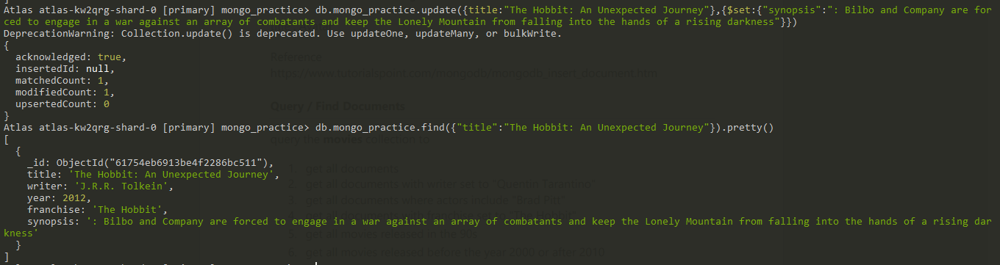 ]
Atlas atlas-kw2qrg-shard-0 [primary] mongo_practice> db.mongo_practice.update({title:"The Hobbit: An Unexpected Journey"},{$set:{"synopsis":": Bilbo and Company are for
ced to engage in a war against an array of combatants and keep the Lonely Mountain from falling into the hands of a rising darkness"}})
DeprecationWarning: Collection.update() is deprecated. Use updateOne, updateMany, or bulkWrite.
{
  acknowledged: true,
Reference
  insertedId: null,
https://www.tutorialspoint.com/mongodb/mongodb_insert_document.htm
  matchedCount: 1,
  modifiedCount: 1,
  upsertedCount: 0
Query / Find Documents
}
Atlas atlas-kw2qrg-shard-0 [primary] mongo_practice> db.mongo_practice.find({"title":"The Hobbit: An Unexpected Journey"}).pretty()
[
query the movies collection to
  {
    _id: ObjectId("61754eb6913be4f2286bc511"),
1 get all documents
    title: 'The Hobbit: An Unexpected Journey',
    writer: 'J.R.R. Tolkein',
2 get all documents with writer set to "Quentin Tarantino"
    year: 2012,
3 get all documents where actors include "Brad Pitt"
    franchise: 'The Hobbit',
4 get all documents with franchise set to "The Hobbit"
    synopsis: ': Bilbo and Company are forced to engage in a war against an array of combatants and keep the Lonely Mountain from falling into the hands of a rising dar
kness'
5 get all movies released in the 90s
  }
6 get all movies released before the year 2000 or after 2010
]